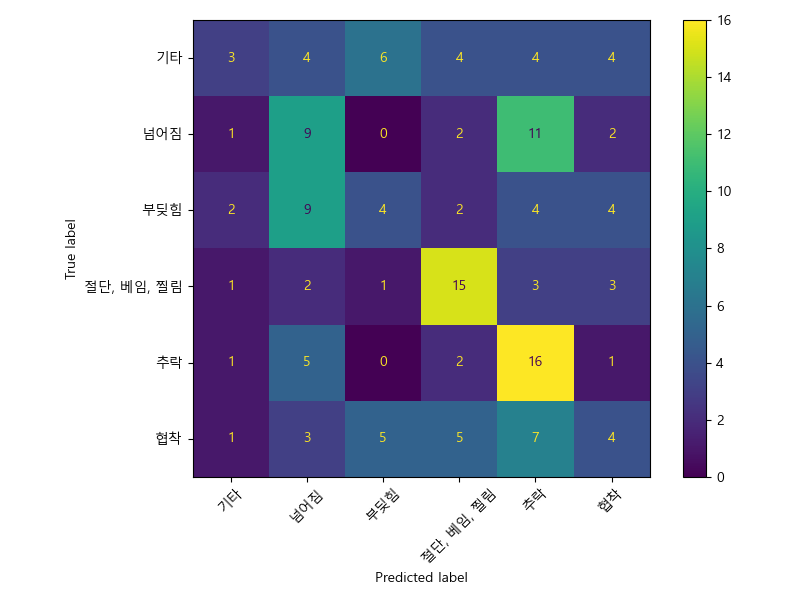 기타 3 4 6 4 4 4
넘어짐 1 9 0 2 11 2
부딪힘 2 9 4 2 4 4
절단, 베임, 찔림 1 2 1 15 3 3
추락 1 5 0 2 16 1
협착 1 3 5 5 7 4
True label
기타 넘어짐 부딪힘 절단, 베임, 찔림 추락 협착
Predicted label
16
14
12
10
8
6
4
2
0